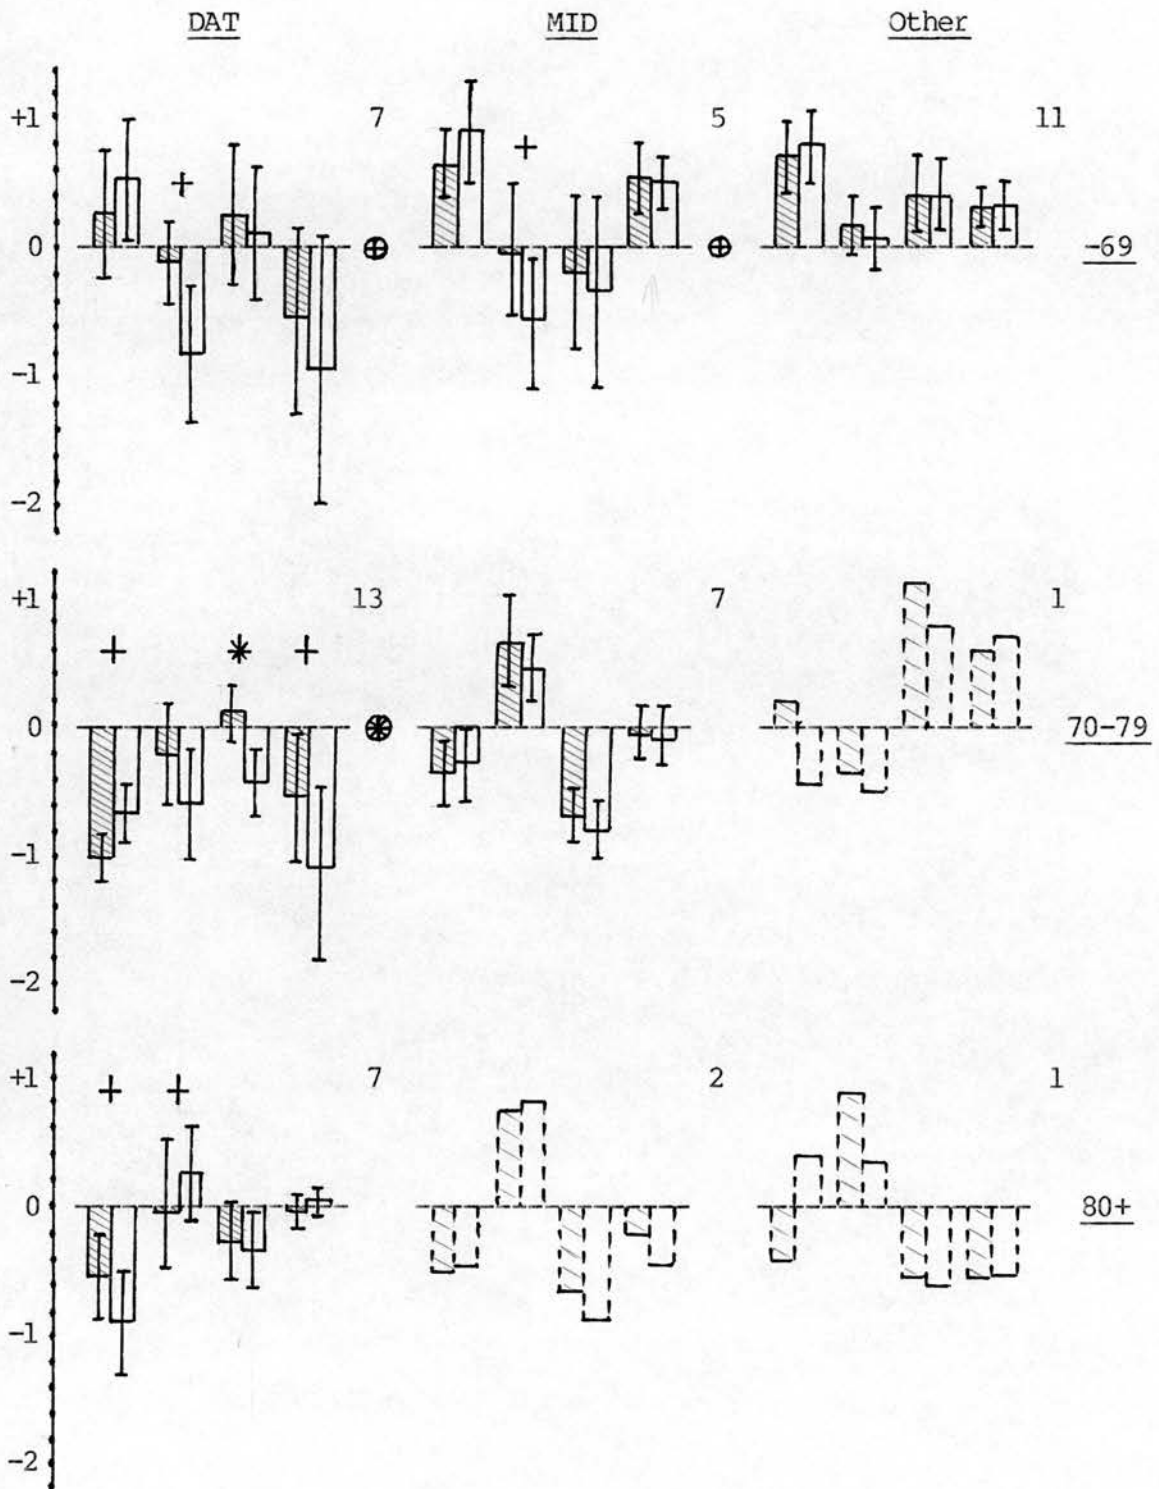 DAT MID Other
+1 7 5 11
+ +
0 ⊕ ⊕ -69
-1
-2
+1 13 7 1
+ * +
0 ⊛ 70-79
-1
-2
+1 7 2 1
+ +
0 80+
-1
-2